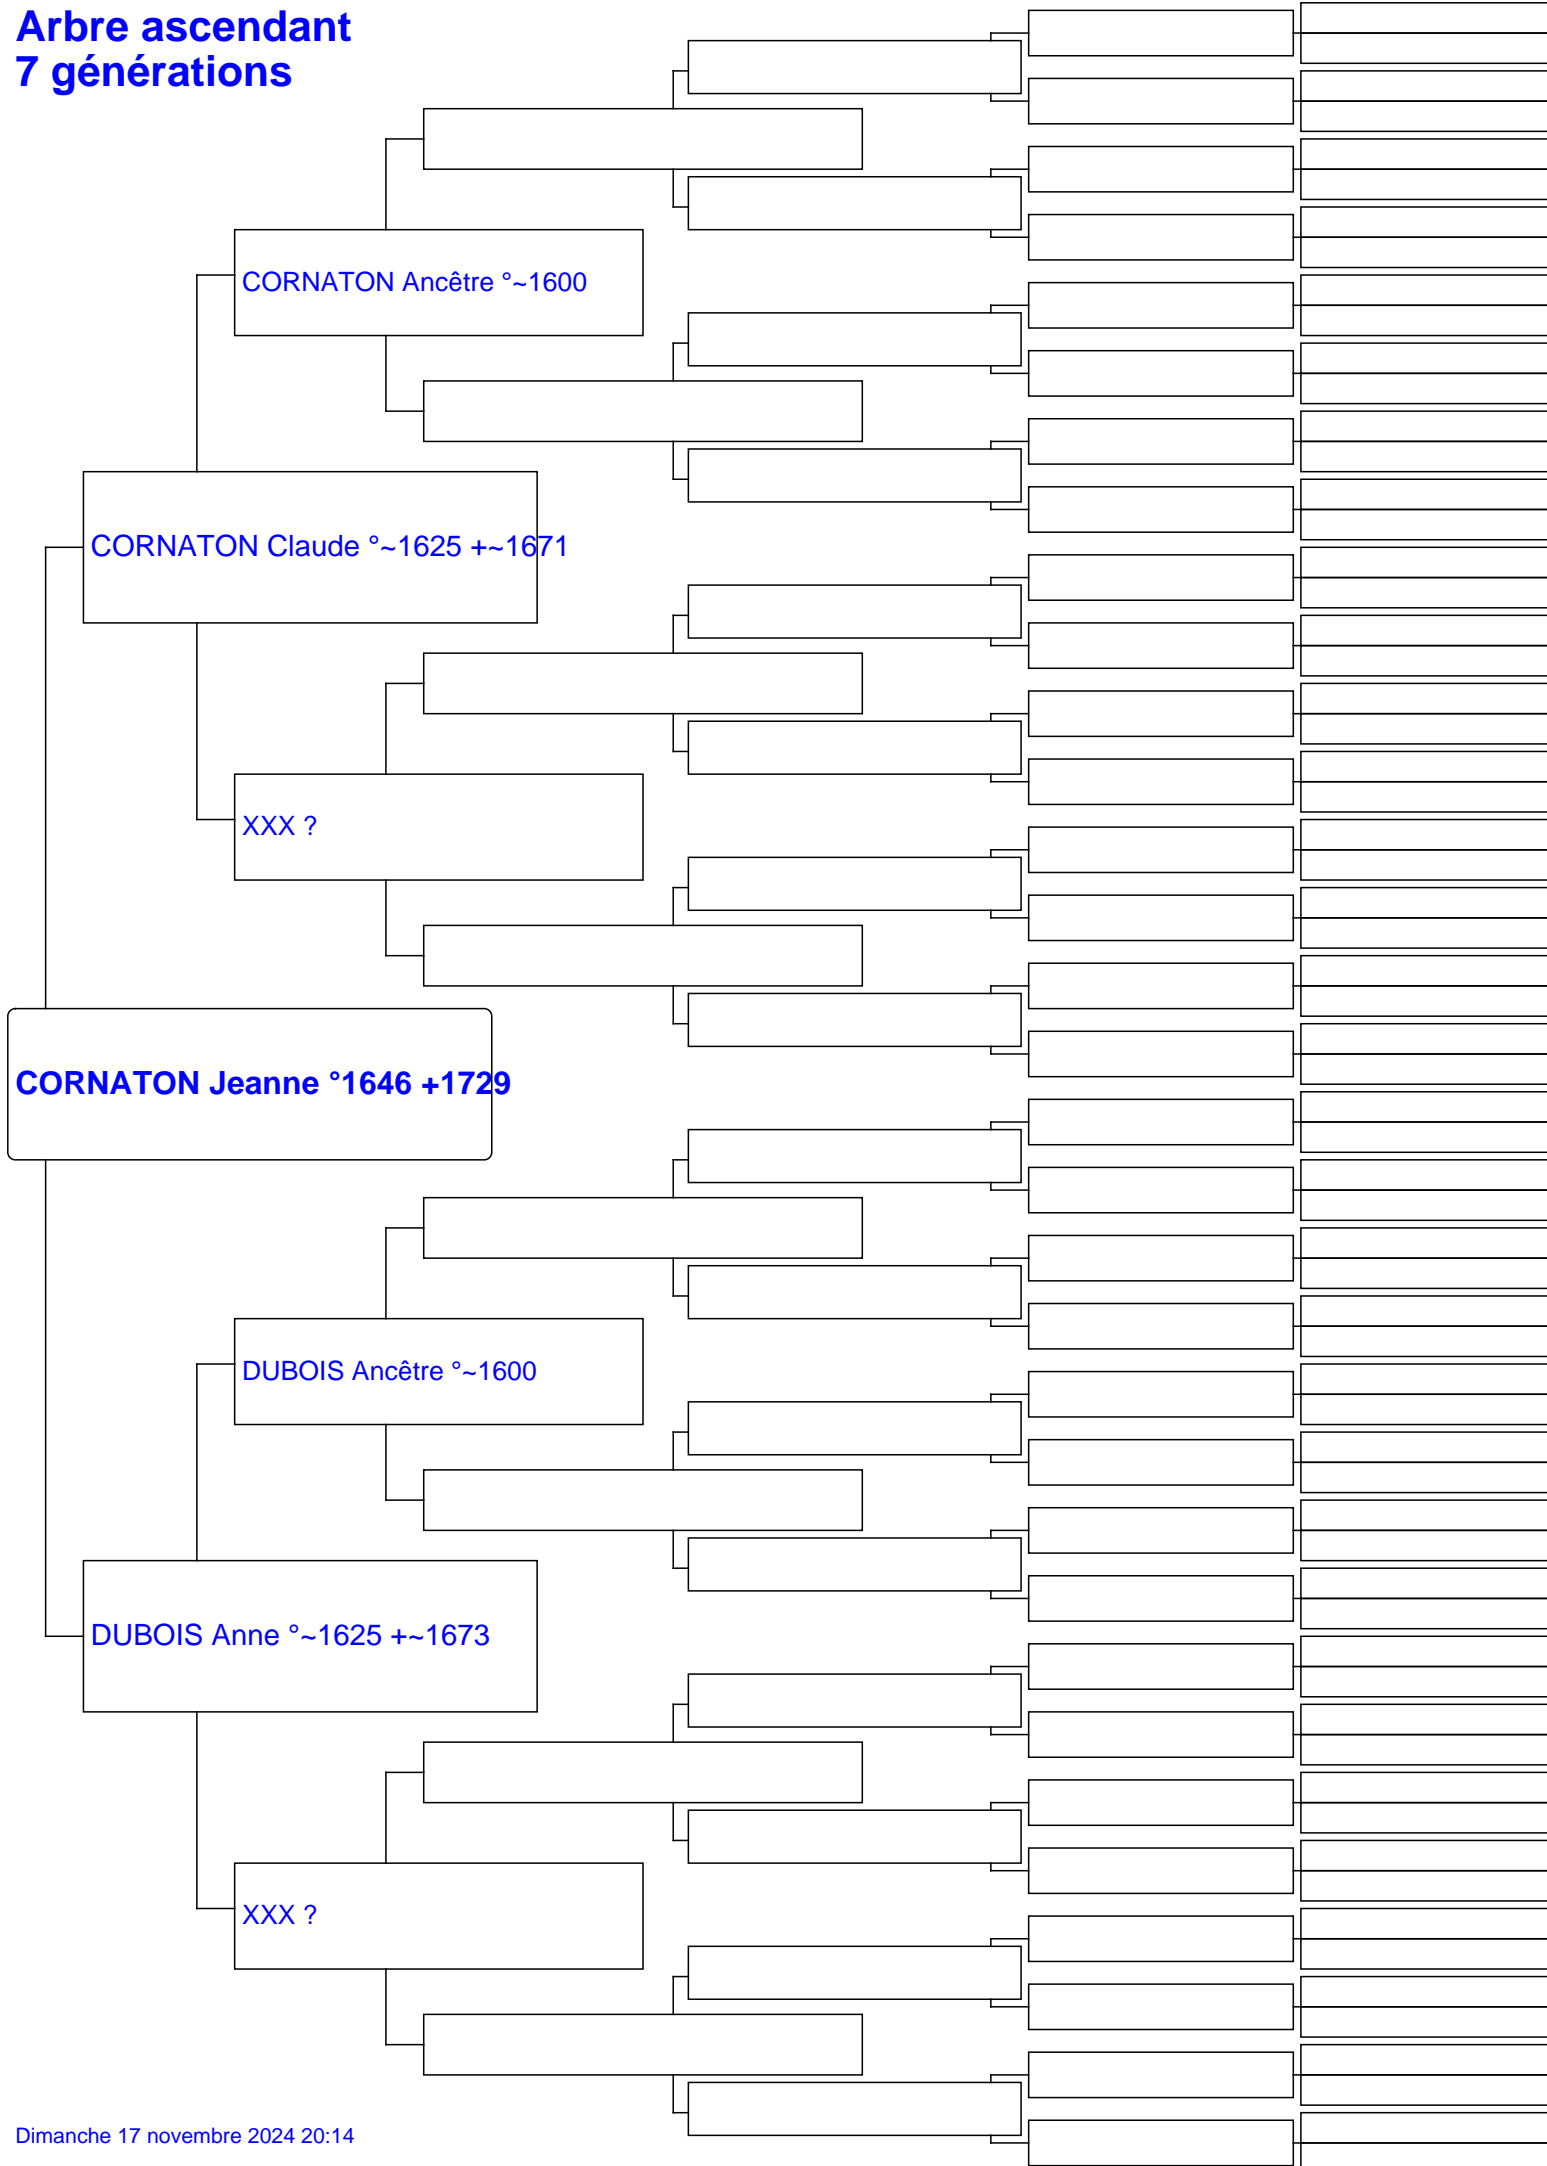 Arbre ascendant
7 générations
CORNATON Ancêtre °~1600
CORNATON Claude °~1625 +~1671
XXX ?
CORNATON Jeanne °1646 +1729
DUBOIS Ancêtre °~1600
DUBOIS Anne °~1625 +~1673
XXX ?
Dimanche 17 novembre 2024 20:14